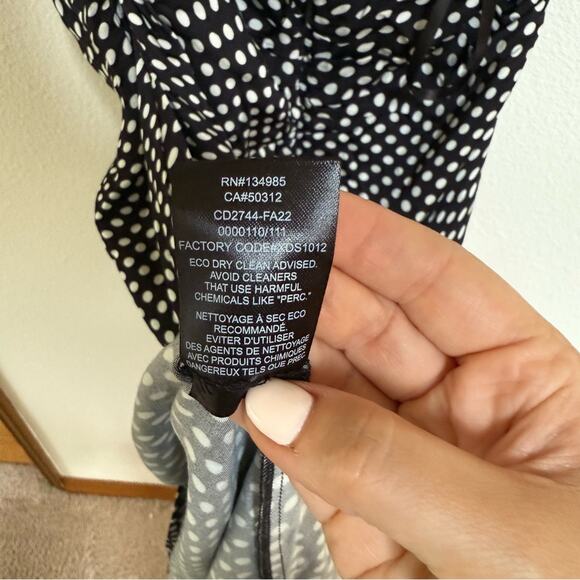 RN#134985
CA#50312
CD2744-FA22
0000110/111
FACTORY CODE#XDS1012
ECO DRY CLEAN ADVISED.
AVOID CLEANERS
THAT USE HARMFUL
CHEMICALS LIKE "PERC."
NETTOYAGE À SEC ECO
RECOMMANDÉ.
EVITER D'UTILISER
DES AGENTS DE NETTOYAGE
AVEC PRODUITS CHIMIQUES
DANGEREUX TELS QUE PREC